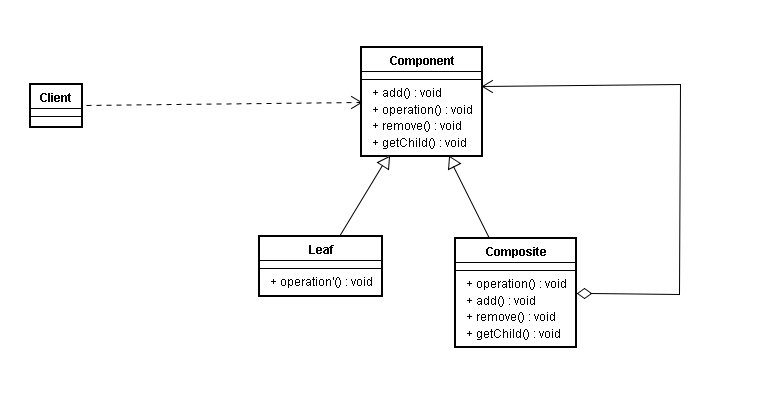 Component
+ add() : void
+ operation() : void
+ remove() : void
+ getChild() : void
Client
Leaf
+ operation'() : void
Composite
+ operation() : void
+ add() : void
+ remove() : void
+ getChild() : void